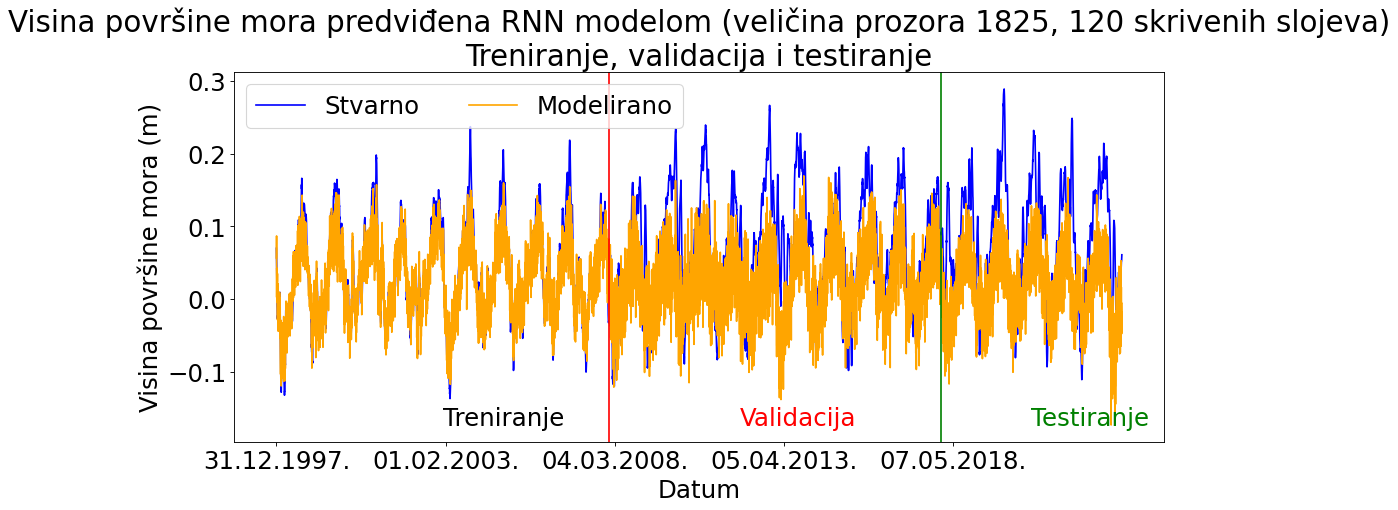 Visina površine mora predviđena RNN modelom (veličina prozora 1825, 120 skrivenih slojeva)
Treniranje, validacija i testiranje
Stvarno
Modelirano
Visina površine mora (m)
0.3
0.2
0.1
0.0
−0.1
Treniranje
Validacija
Testiranje
31.12.1997.
01.02.2003.
04.03.2008.
05.04.2013.
07.05.2018.
Datum